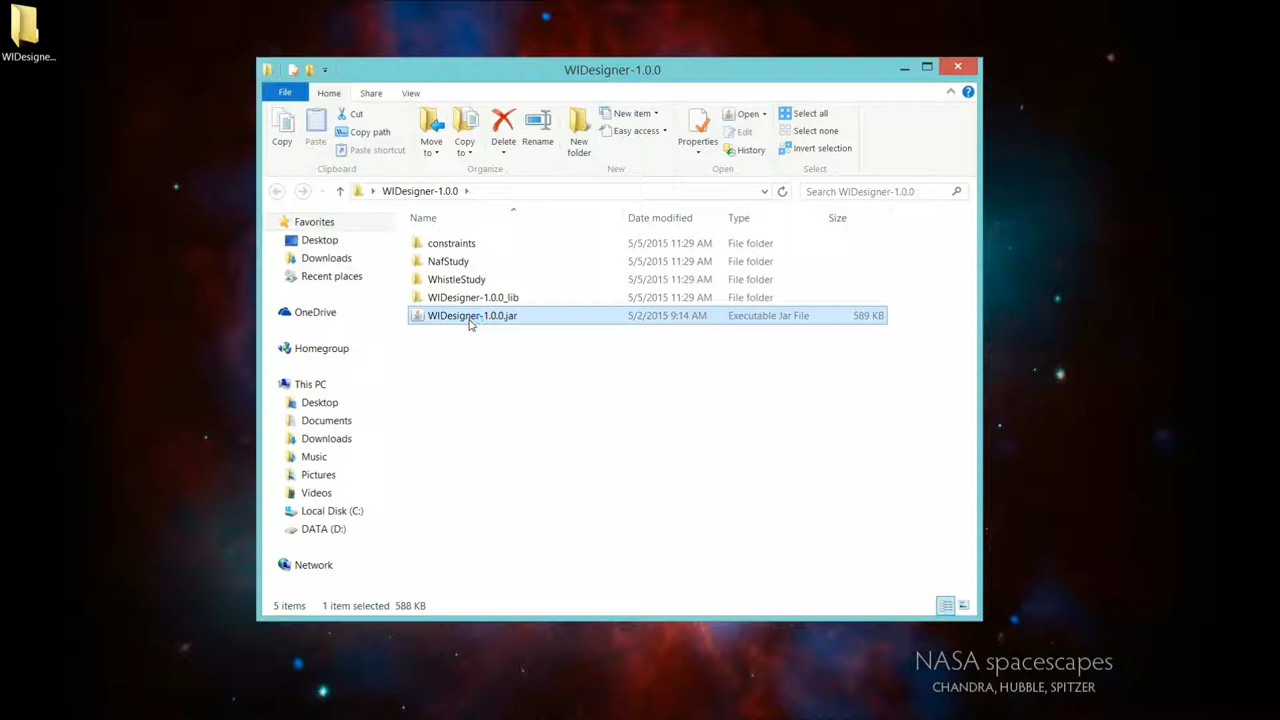 WIDesigne...
WIDesigner-1.0.0
File
Home
Share
View
Copy
Paste
Cut
Copy path
Paste shortcut
Clipboard
Move to
Copy to
Delete
Rename
Organize
New folder
New item
Easy access
New
Properties
Open
Edit
History
Open
Select all
Select none
Invert selection
Select
WIDesigner-1.0.0
Search WIDesigner-1.0.0
Name Date modified Type Size
constraints 5/5/2015 11:29 AM File folder
NafStudy 5/5/2015 11:29 AM File folder
WhistleStudy 5/5/2015 11:29 AM File folder
WIDesigner-1.0.0_lib 5/5/2015 11:29 AM File folder
WIDesigner-1.0.0.jar 5/2/2015 9:14 AM Executable Jar File 589 KB
Favorites
Desktop
Downloads
Recent places
OneDrive
Homegroup
This PC
Desktop
Documents
Downloads
Music
Pictures
Videos
Local Disk (C:)
DATA (D:)
Network
5 items 1 item selected 588 KB
NASA spacescapes
CHANDRA, HUBBLE, SPITZER